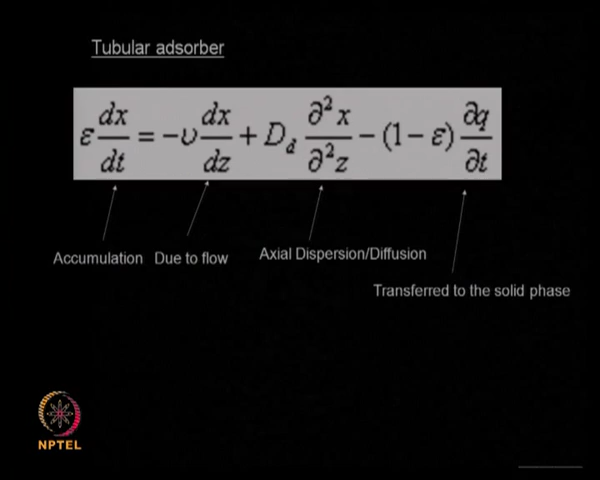 Tubular adsorber
ε dx/dt = -υ dx/dz + D_d ∂²x/∂²z - (1-ε) ∂q/∂t
Accumulation Due to flow Axial Dispersion/Diffusion
Transferred to the solid phase
NPTEL